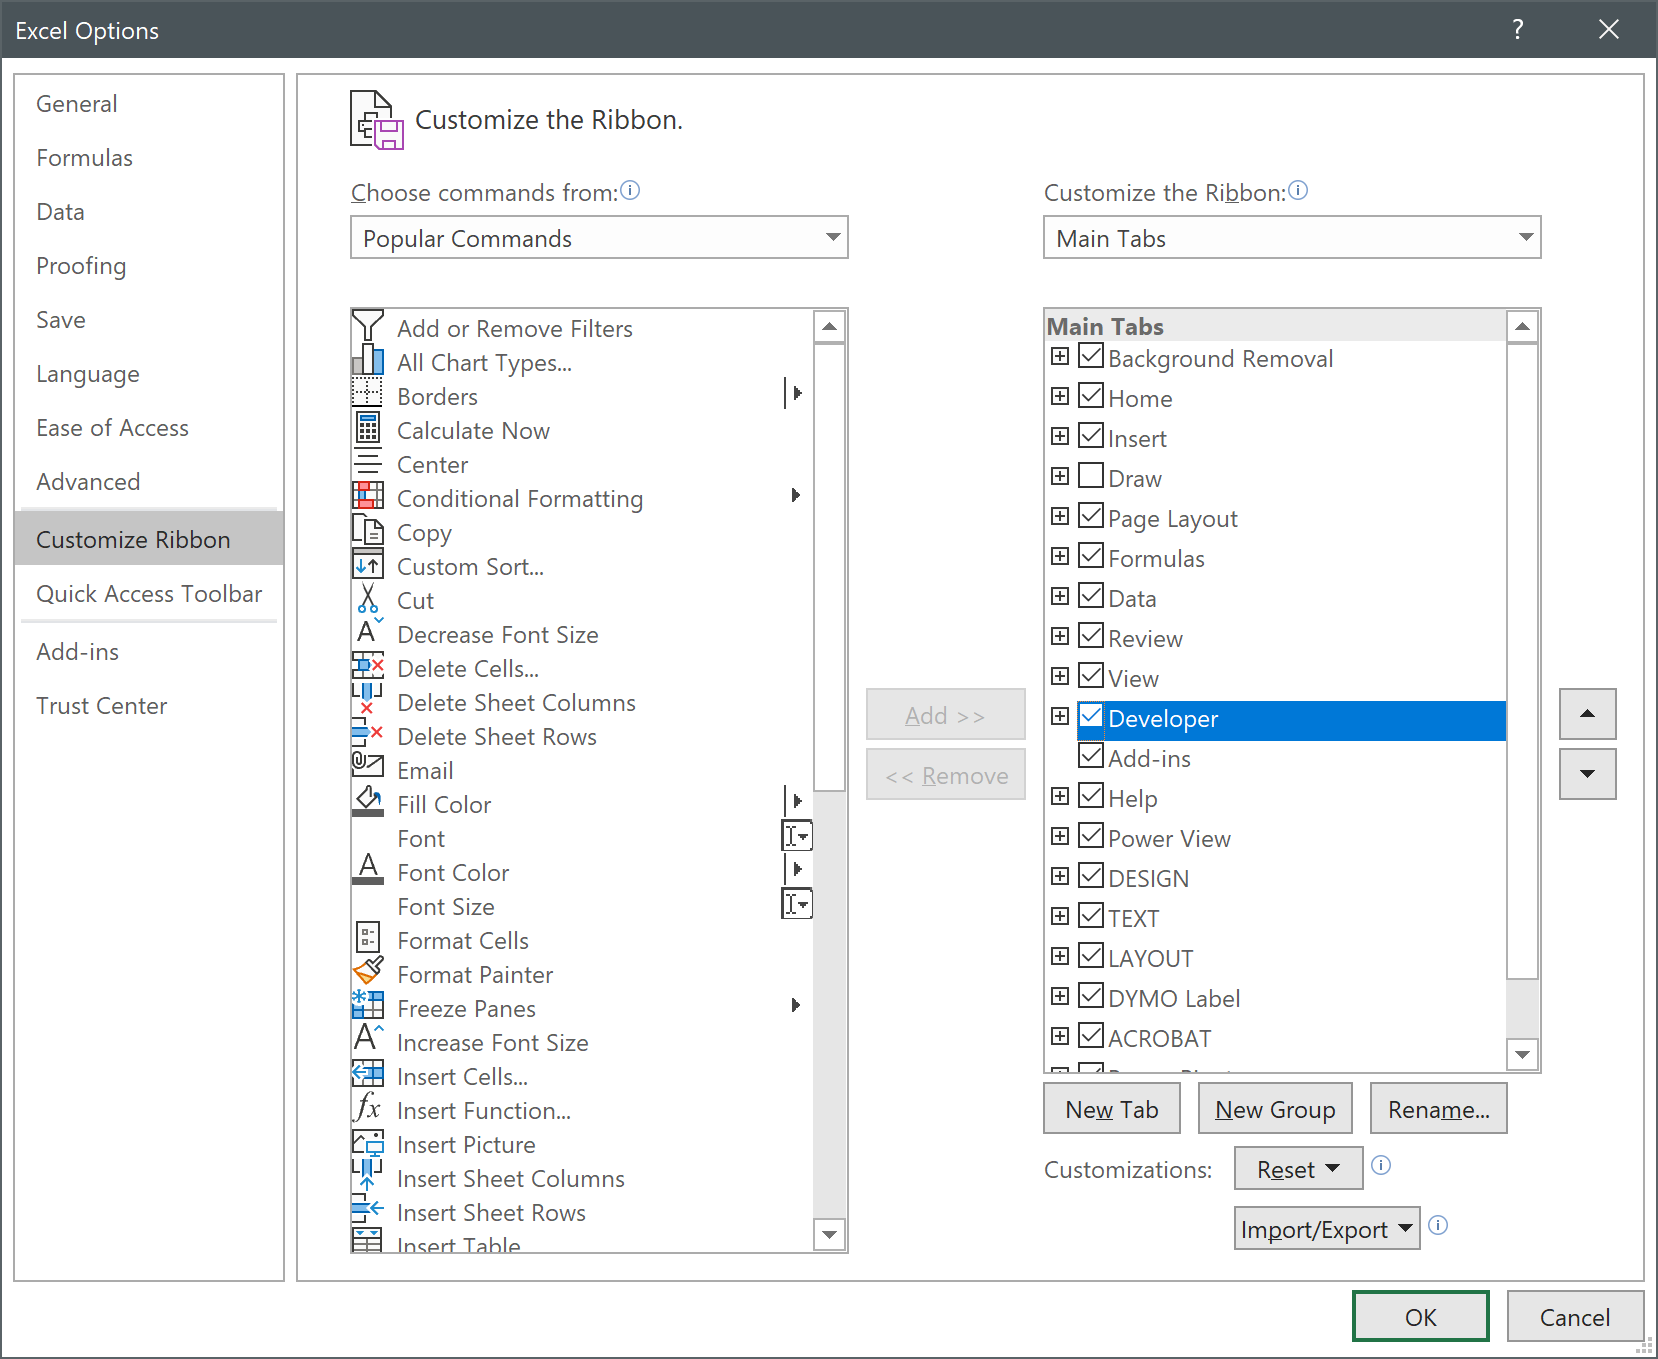 Excel Options
?
General
Formulas
Data
Proofing
Save
Language
Ease of Access
Advanced
Customize Ribbon
Quick Access Toolbar
Add-ins
Trust Center
Customize the Ribbon.
Choose commands from:
Popular Commands
Add or Remove Filters
All Chart Types...
Borders
Calculate Now
Center
Conditional Formatting
Copy
Custom Sort...
Cut
Decrease Font Size
Delete Cells...
Delete Sheet Columns
Delete Sheet Rows
Email
Fill Color
Font
Font Color
Font Size
Format Cells
Format Painter
Freeze Panes
Increase Font Size
Insert Cells...
Insert Function...
Insert Picture
Insert Sheet Columns
Insert Sheet Rows
Insert Table
Add >>
<< Remove
Customize the Ribbon:
Main Tabs
Main Tabs
Background Removal
Home
Insert
Draw
Page Layout
Formulas
Data
Review
View
Developer
Add-ins
Help
Power View
DESIGN
TEXT
LAYOUT
DYMO Label
ACROBAT
New Tab
New Group
Rename...
Customizations:
Reset
Import/Export
OK
Cancel